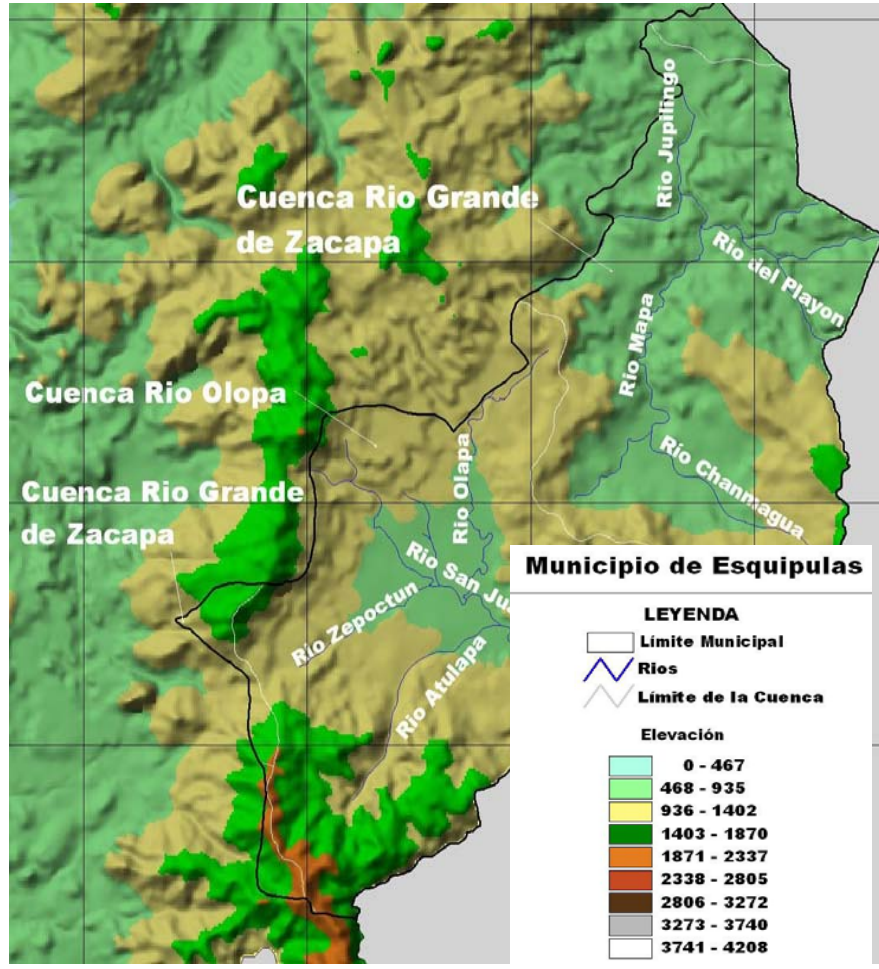 Río Jupilingo
Cuenca Rio Grande
de Zacapa
Rio del Playon
Rio Mapa
Cuenca Rio Olopa
Rio Olapa
Río Chanmagua
Cuenca Rio Grande
de Zacapa
Rio San Ju
Río Zepoctun
Rio Atulapa
Municipio de Esquipulas
LEYENDA
Límite Municipal
Rios
Límite de la Cuenca
Elevación
0 - 467
468 - 935
936 - 1402
1403 - 1870
1871 - 2337
2338 - 2805
2806 - 3272
3273 - 3740
3741 - 4208